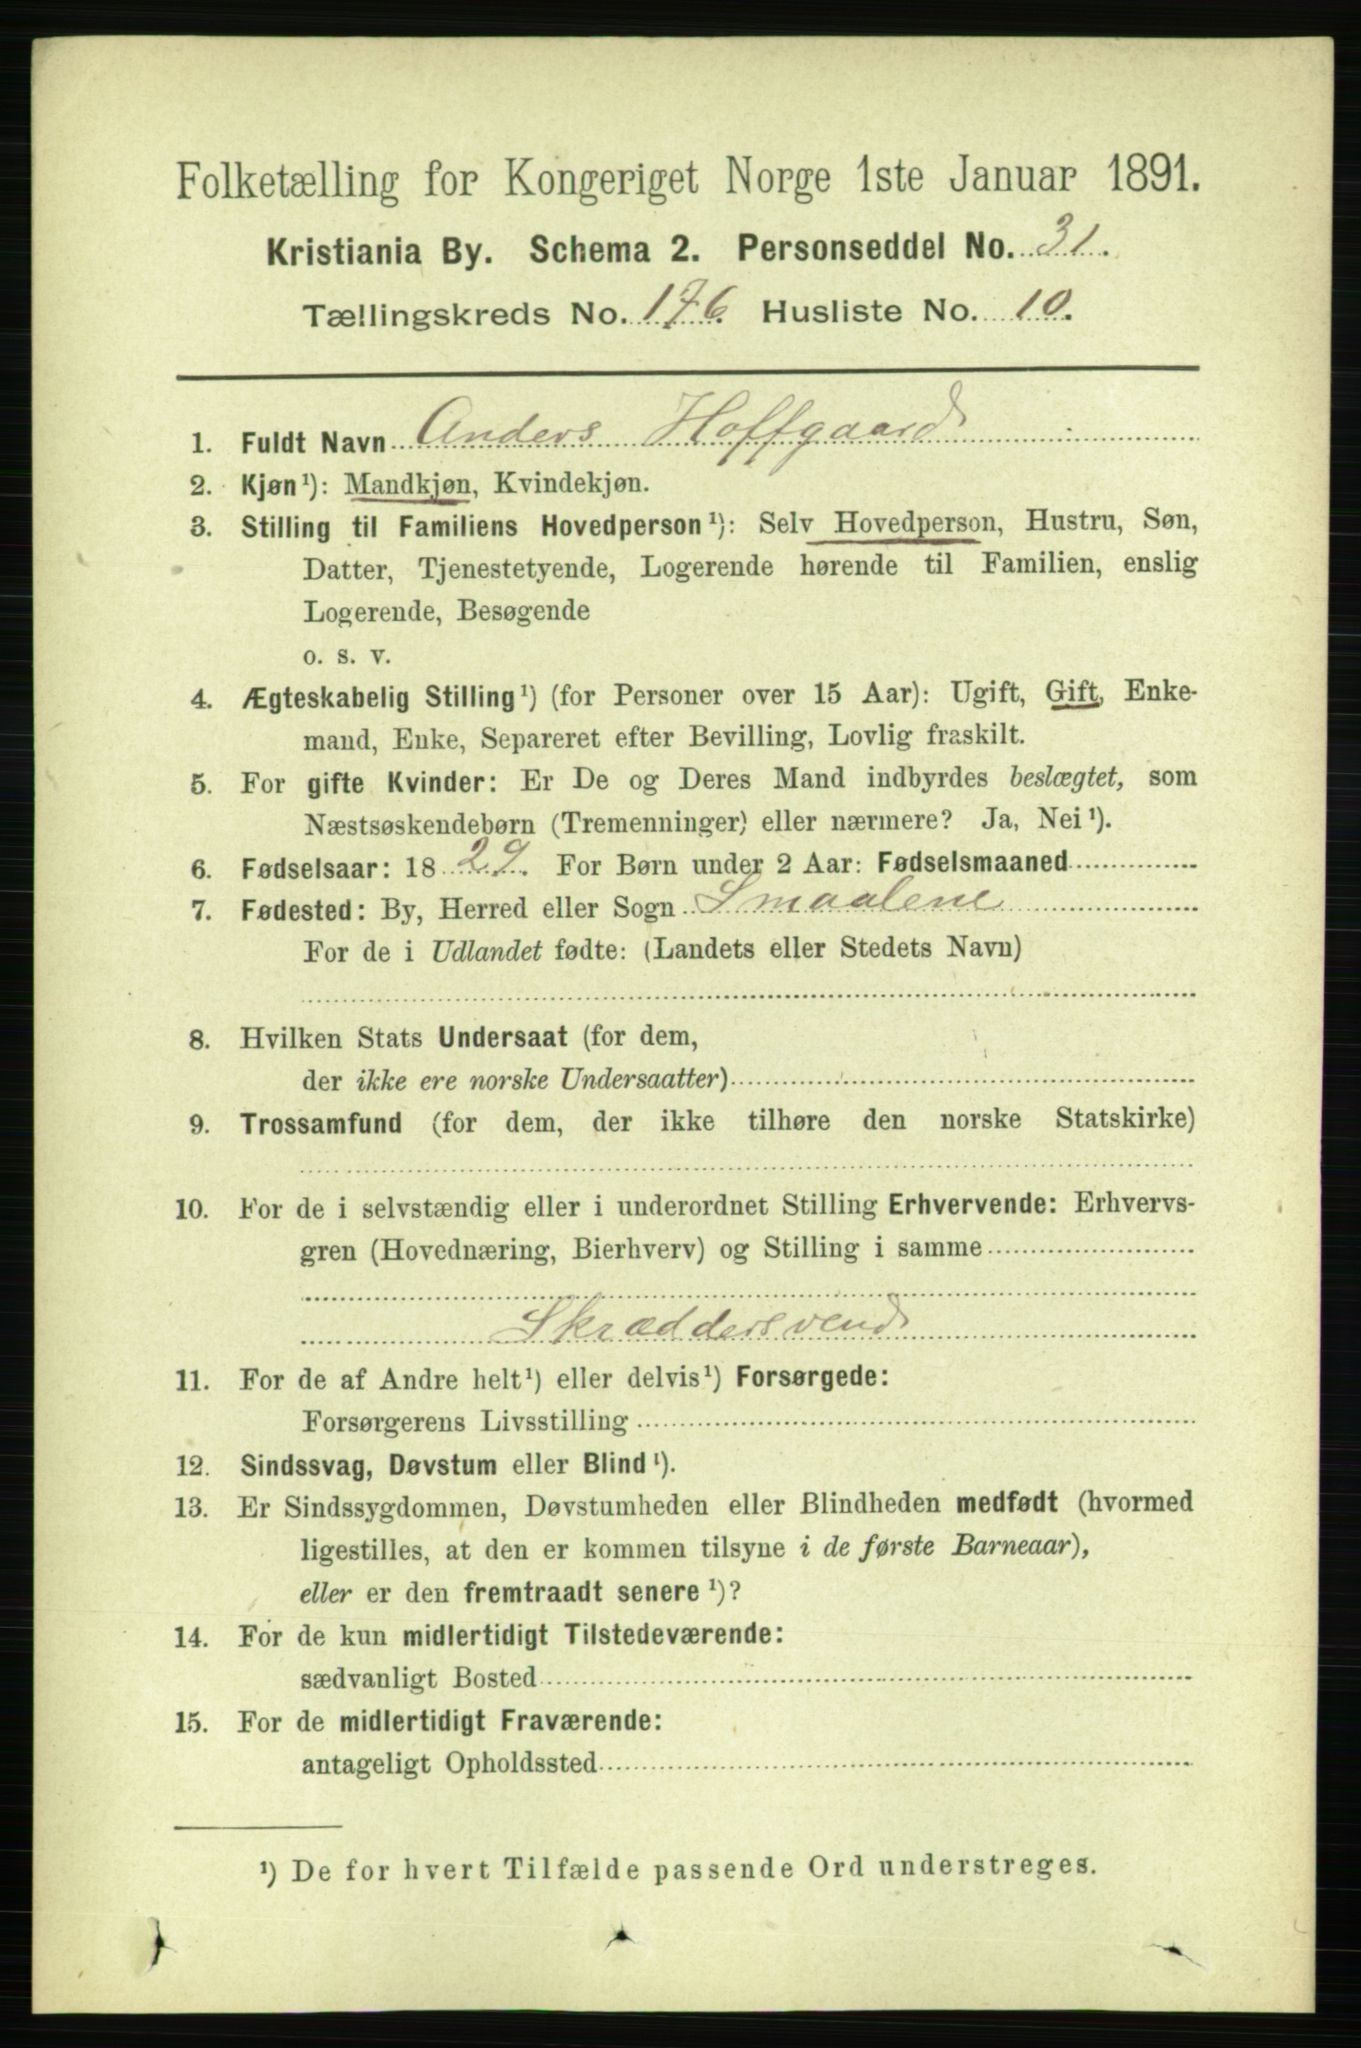 Folketælling for Kongeriget Norge 1ste Januar 1891.
Kristiania By. Schema 2. Personseddel No. 31.
Tællingskreds No. 176. Husliste No. 10.
1. Fuldt Navn Anders Hoffgaard
2. Kjøn¹): Mandkjøn, Kvindekjøn.
3. Stilling til Familiens Hovedperson¹): Selv Hovedperson, Hustru, Søn,
Datter, Tjenestetyende, Logerende hørende til Familien, enslig
Logerende, Besøgende
o. s. v.
4. Ægteskabelig Stilling¹) (for Personer over 15 Aar): Ugift, Gift, Enke-
mand, Enke, Separeret efter Bevilling, Lovlig fraskilt.
5. For gifte Kvinder: Er De og Deres Mand indbyrdes beslægtet, som
Næstsøskendebørn (Tremenninger) eller nærmere? Ja, Nei¹).
6. Fødselsaar: 1829. For Børn under 2 Aar: Fødselsmaaned
7. Fødested: By, Herred eller Sogn Smaalene
For de i Udlandet fødte: (Landets eller Stedets Navn)
8. Hvilken Stats Undersaat (for dem,
der ikke ere norske Undersaatter)
9. Trossamfund (for dem, der ikke tilhøre den norske Statskirke)
10. For de i selvstændig eller i underordnet Stilling Erhvervende: Erhvervs-
gren (Hovednæring, Bierhverv) og Stilling i samme
Skræddersvend
11. For de af Andre helt¹) eller delvis¹) Forsørgede:
Forsørgerens Livsstilling
12. Sindssvag, Døvstum eller Blind¹).
13. Er Sindssygdommen, Døvstumheden eller Blindheden medfødt (hvormed
ligestilles, at den er kommen tilsyne i de første Barneaar),
eller er den fremtraadt senere¹)?
14. For de kun midlertidigt Tilstedeværende:
sædvanligt Bosted
15. For de midlertidigt Fraværende:
antageligt Opholdssted
¹) De for hvert Tilfælde passende Ord understreges.